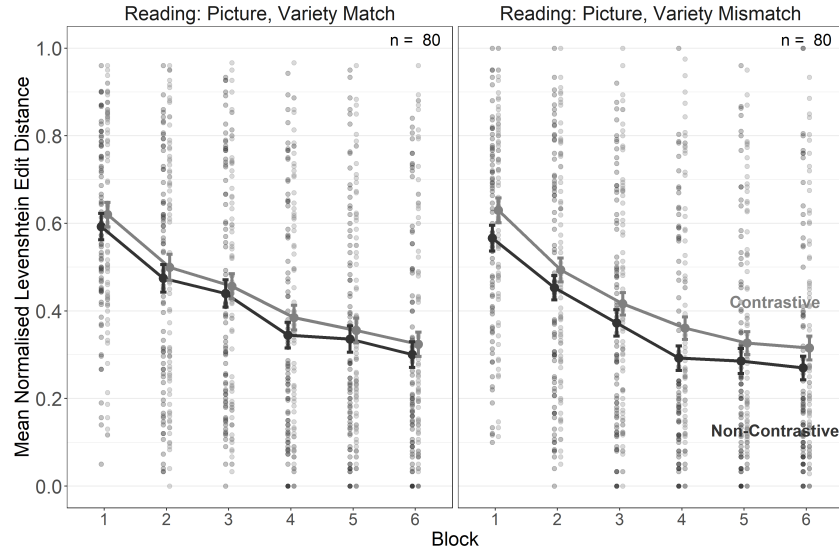 Reading: Picture, Variety Match
Reading: Picture, Variety Mismatch
n = 80
n = 80
Mean Normalised Levenshtein Edit Distance
1.0
0.8
0.6
0.4
0.2
0.0
Contrastive
Non-Contrastive
1 2 3 4 5 6
1 2 3 4 5 6
Block